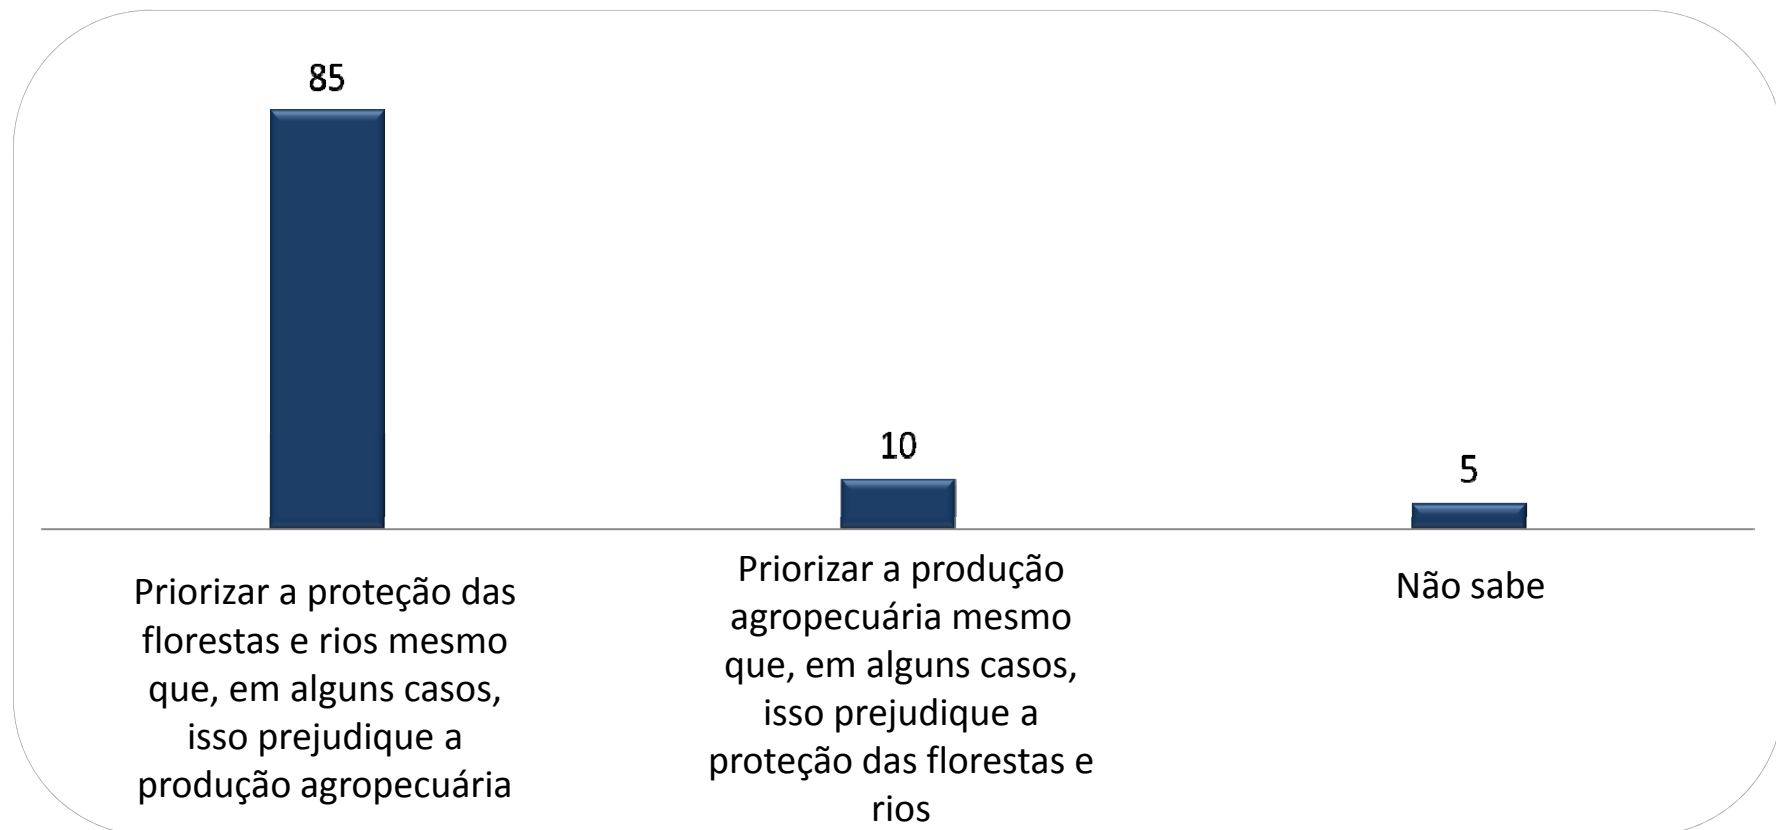 85
10
5
Priorizar a proteção das
florestas e rios mesmo
que, em alguns casos,
isso prejudique a
produção agropecuária
Priorizar a produção
agropecuária mesmo
que, em alguns casos,
isso prejudique a
proteção das florestas e
rios
Não sabe